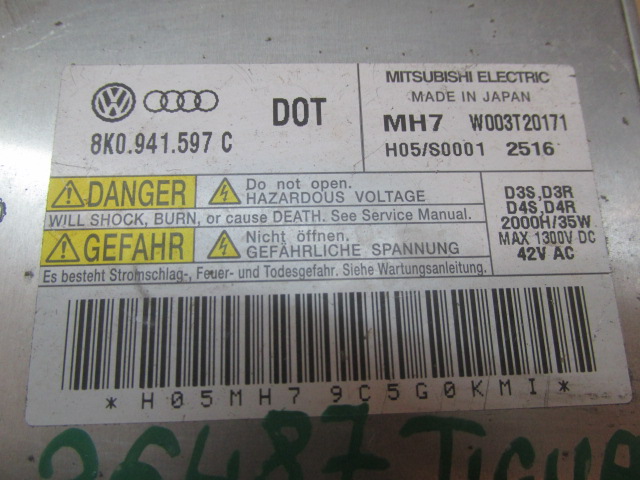 MITSUBISHI ELECTRIC
MADE IN JAPAN
DOT
8K0.941.597 C
MH7 W003T20171
H05/S0001 2516
DANGER
Do not open.
HAZARDOUS VOLTAGE
WILL SHOCK, BURN, or cause DEATH. See Service Manual.
GEFAHR
Nicht öffnen.
GEFÄHRLICHE SPANNUNG
Es besteht Stromschlag-, Feuer- und Todesgefahr. Siehe Wartungsanleitung.
D3S,D3R
D4S,D4R
2000H/35W
MAX 1300V DC
42V AC
*H05MH79C5G0KMI*